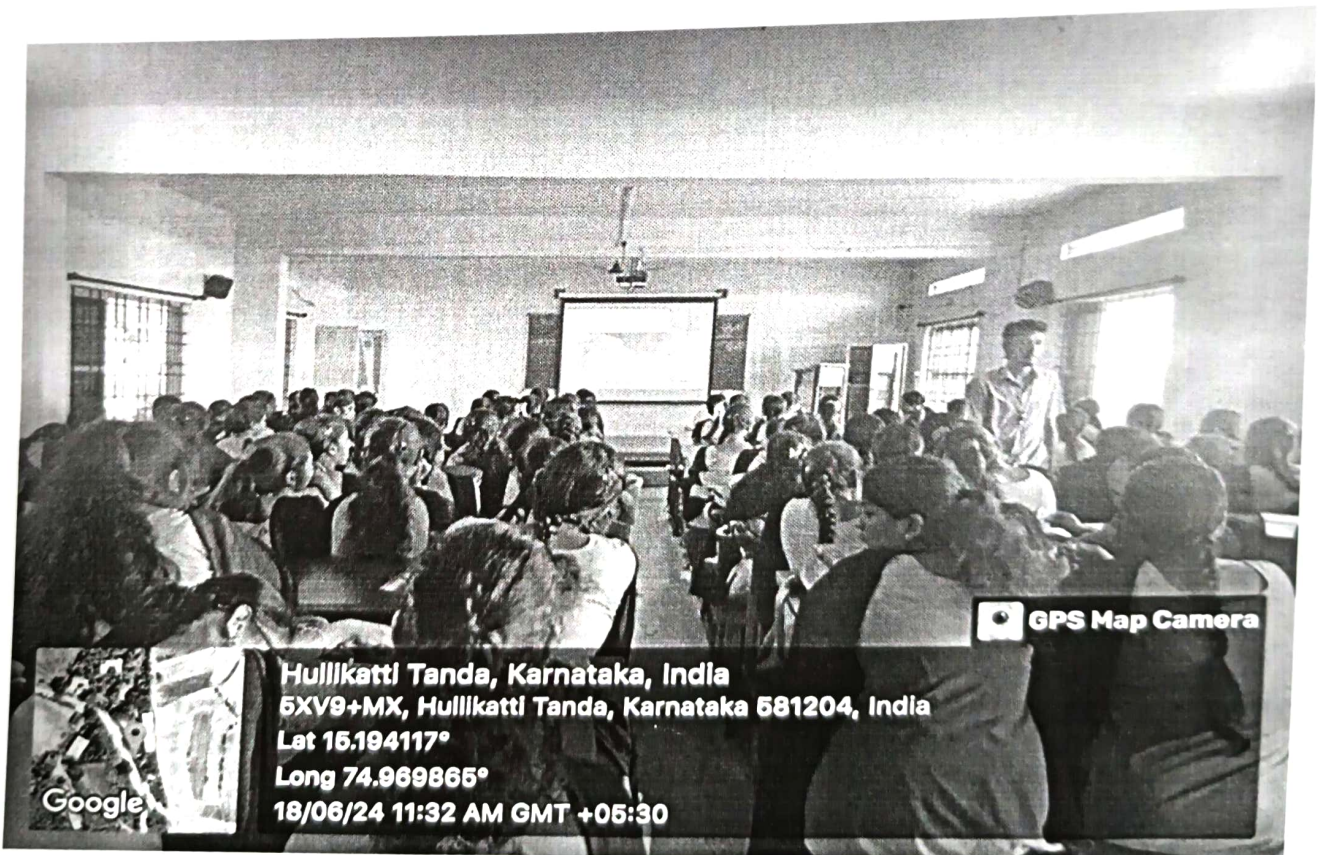 GPS Map Camera
Hullikatti Tanda, Karnataka, India
5XV9+MX, Hullikatti Tanda, Karnataka 581204, India
Lat 15.194117°
Long 74.969865°
18/06/24 11:32 AM GMT +05:30
Google